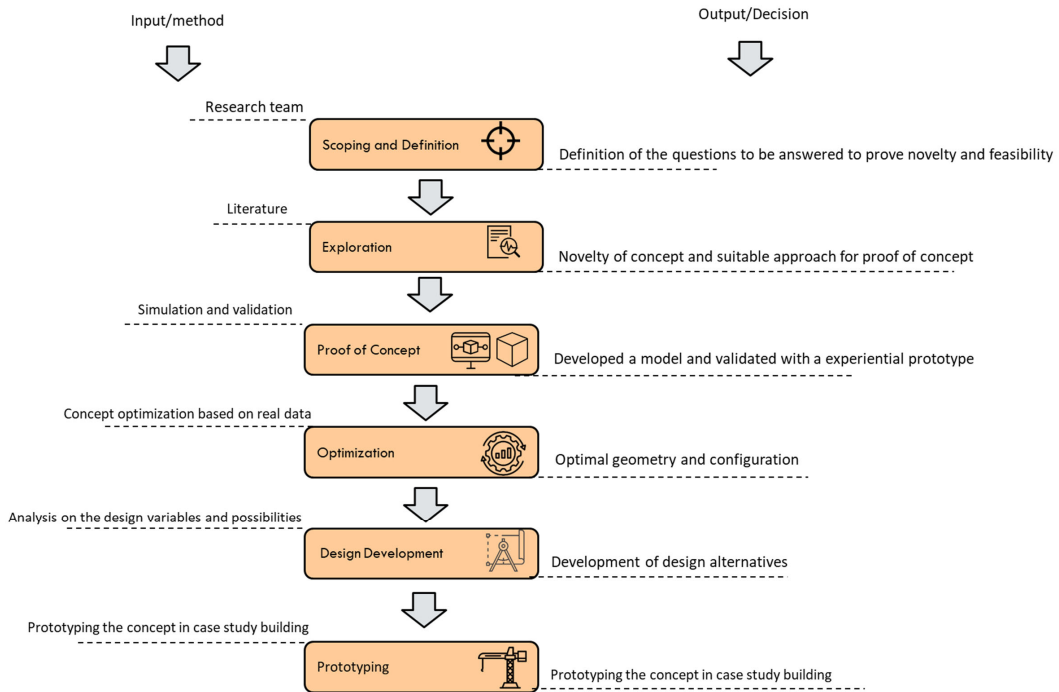 Input/method
Output/Decision
Research team
Scoping and Definition
Definition of the questions to be answered to prove novelty and feasibility
Literature
Exploration
Novelty of concept and suitable approach for proof of concept
Simulation and validation
Proof of Concept
Developed a model and validated with a experiential prototype
Concept optimization based on real data
Optimization
Optimal geometry and configuration
Analysis on the design variables and possibilities
Design Development
Development of design alternatives
Prototyping the concept in case study building
Prototyping
Prototyping the concept in case study building